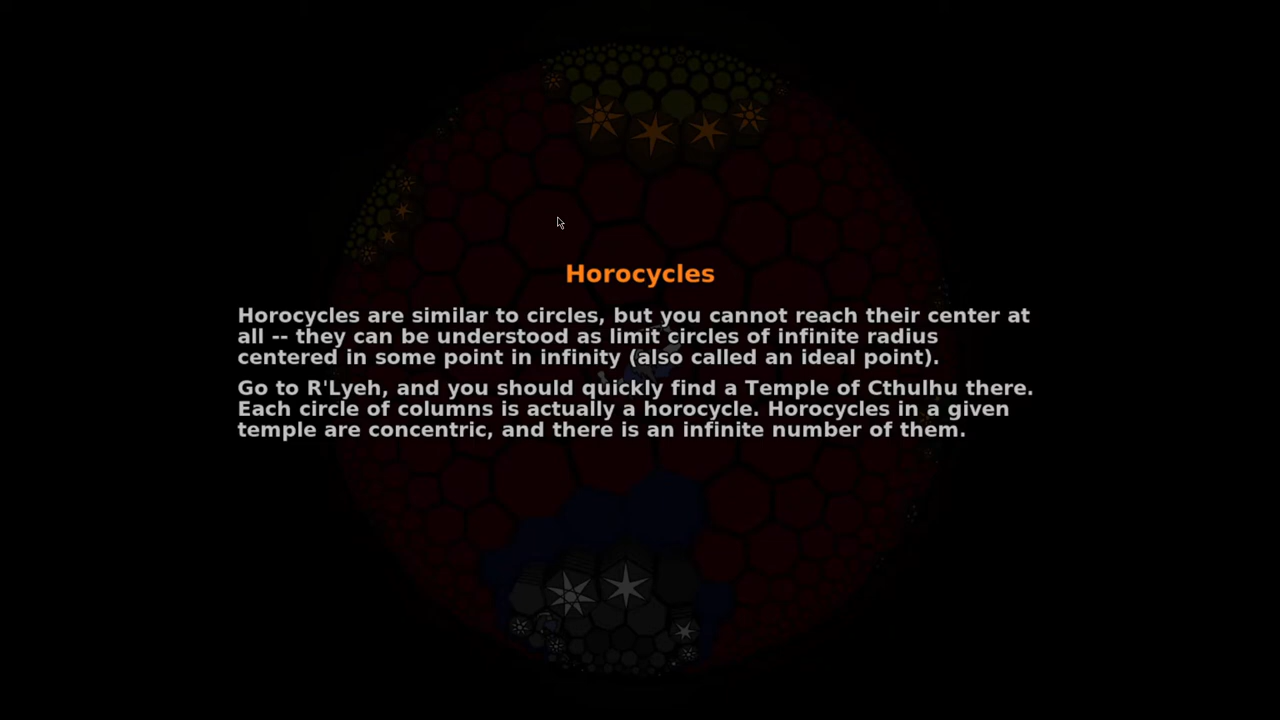 Horocycles
Horocycles are similar to circles, but you cannot reach their center at
all -- they can be understood as limit circles of infinite radius
centered in some point in infinity (also called an ideal point).
Go to R'Lyeh, and you should quickly find a Temple of Cthulhu there.
Each circle of columns is actually a horocycle. Horocycles in a given
temple are concentric, and there is an infinite number of them.